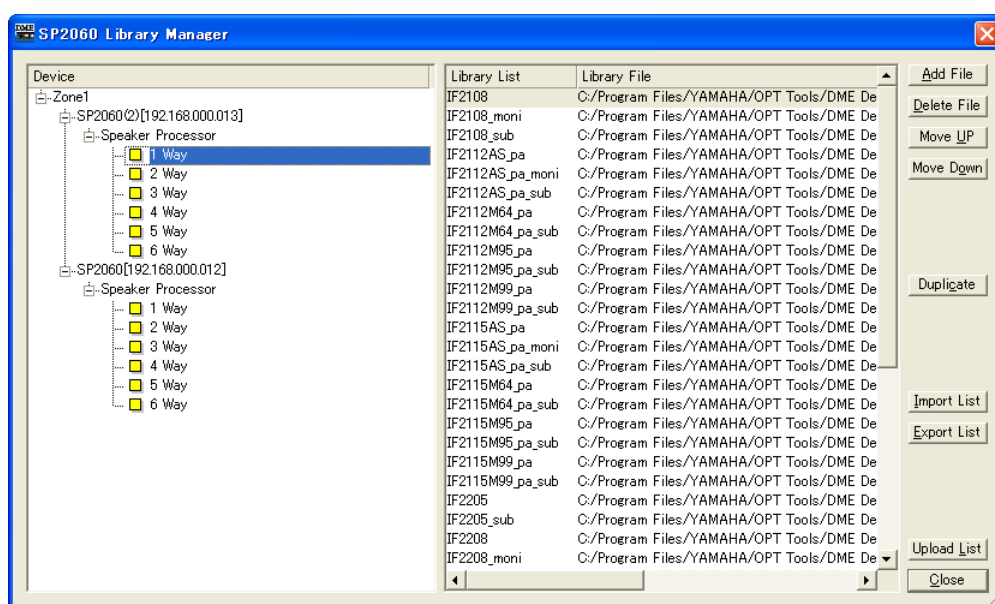 DME
SP2060 Library Manager
Device
Zone1
SP2060(2)[192.168.000.013]
Speaker Processor
1 Way
2 Way
3 Way
4 Way
5 Way
6 Way
SP2060[192.168.000.012]
Speaker Processor
1 Way
2 Way
3 Way
4 Way
5 Way
6 Way
Library List Library File
IF2108 C:/Program Files/YAMAHA/OPT Tools/DME De
IF2108_moni C:/Program Files/YAMAHA/OPT Tools/DME De
IF2108_sub C:/Program Files/YAMAHA/OPT Tools/DME De
IF2112AS_pa C:/Program Files/YAMAHA/OPT Tools/DME De
IF2112AS_pa_moni C:/Program Files/YAMAHA/OPT Tools/DME De
IF2112AS_pa_sub C:/Program Files/YAMAHA/OPT Tools/DME De
IF2112M64_pa C:/Program Files/YAMAHA/OPT Tools/DME De
IF2112M64_pa_sub C:/Program Files/YAMAHA/OPT Tools/DME De
IF2112M95_pa C:/Program Files/YAMAHA/OPT Tools/DME De
IF2112M95_pa_sub C:/Program Files/YAMAHA/OPT Tools/DME De
IF2112M99_pa C:/Program Files/YAMAHA/OPT Tools/DME De
IF2112M99_pa_sub C:/Program Files/YAMAHA/OPT Tools/DME De
IF2115AS_pa C:/Program Files/YAMAHA/OPT Tools/DME De
IF2115AS_pa_moni C:/Program Files/YAMAHA/OPT Tools/DME De
IF2115AS_pa_sub C:/Program Files/YAMAHA/OPT Tools/DME De
IF2115M64_pa C:/Program Files/YAMAHA/OPT Tools/DME De
IF2115M64_pa_sub C:/Program Files/YAMAHA/OPT Tools/DME De
IF2115M95_pa C:/Program Files/YAMAHA/OPT Tools/DME De
IF2115M95_pa_sub C:/Program Files/YAMAHA/OPT Tools/DME De
IF2115M99_pa C:/Program Files/YAMAHA/OPT Tools/DME De
IF2115M99_pa_sub C:/Program Files/YAMAHA/OPT Tools/DME De
IF2205 C:/Program Files/YAMAHA/OPT Tools/DME De
IF2205_sub C:/Program Files/YAMAHA/OPT Tools/DME De
IF2208 C:/Program Files/YAMAHA/OPT Tools/DME De
IF2208_moni C:/Program Files/YAMAHA/OPT Tools/DME De
Add File
Delete File
Move UP
Move Down
Duplicate
Import List
Export List
Upload List
Close